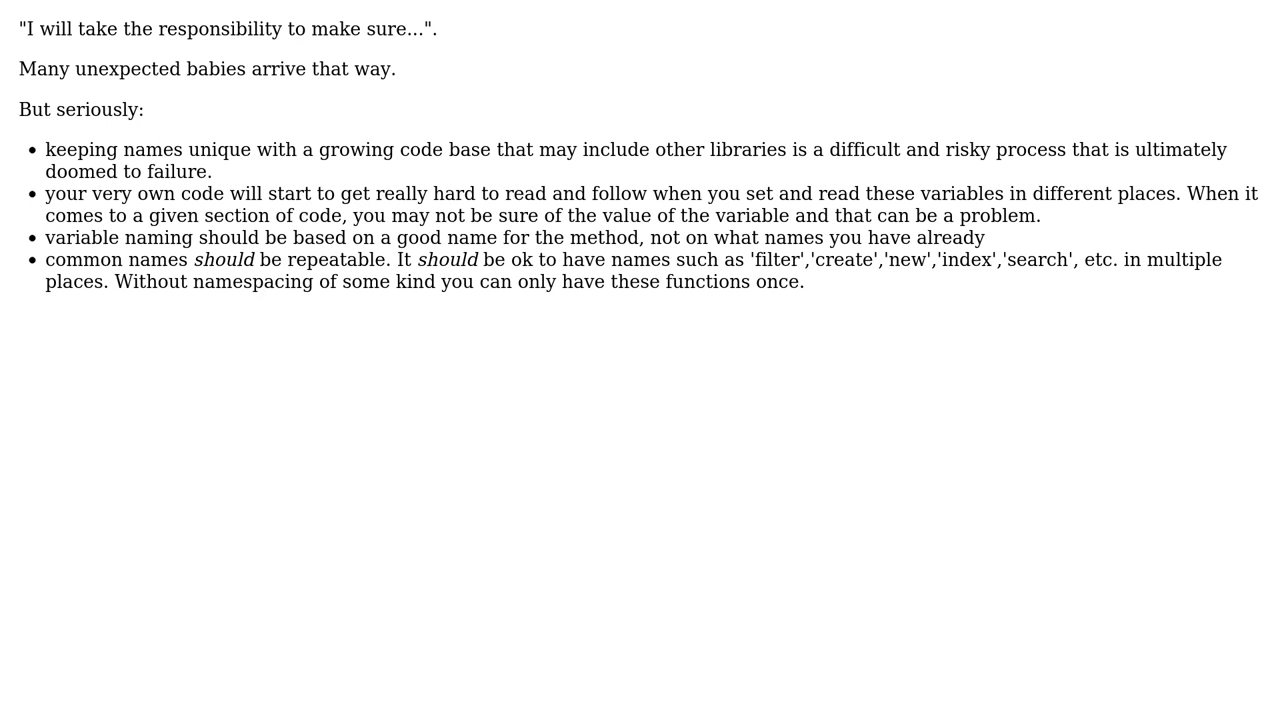 "I will take the responsibility to make sure...".
Many unexpected babies arrive that way.
But seriously:
• keeping names unique with a growing code base that may include other libraries is a difficult and risky process that is ultimately
doomed to failure.
• your very own code will start to get really hard to read and follow when you set and read these variables in different places. When it
comes to a given section of code, you may not be sure of the value of the variable and that can be a problem.
• variable naming should be based on a good name for the method, not on what names you have already
• common names should be repeatable. It should be ok to have names such as 'filter','create','new','index','search', etc. in multiple
places. Without namespacing of some kind you can only have these functions once.